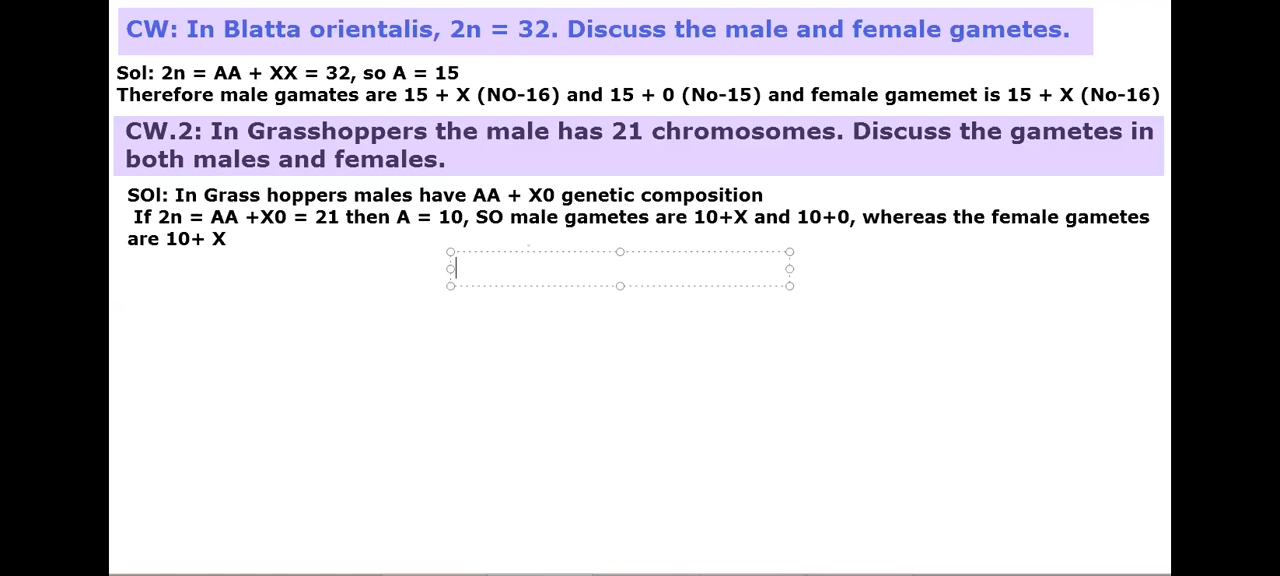 CW: In Blatta orientalis, 2n = 32. Discuss the male and female gametes.
Sol: 2n = AA + XX = 32, so A = 15
Therefore male gamates are 15 + X (NO-16) and 15 + 0 (No-15) and female gamemet is 15 + X (No-16)
CW.2: In Grasshoppers the male has 21 chromosomes. Discuss the gametes in
both males and females.
SOl: In Grass hoppers males have AA + X0 genetic composition
If 2n = AA +X0 = 21 then A = 10, SO male gametes are 10+X and 10+0, whereas the female gametes
are 10+ X